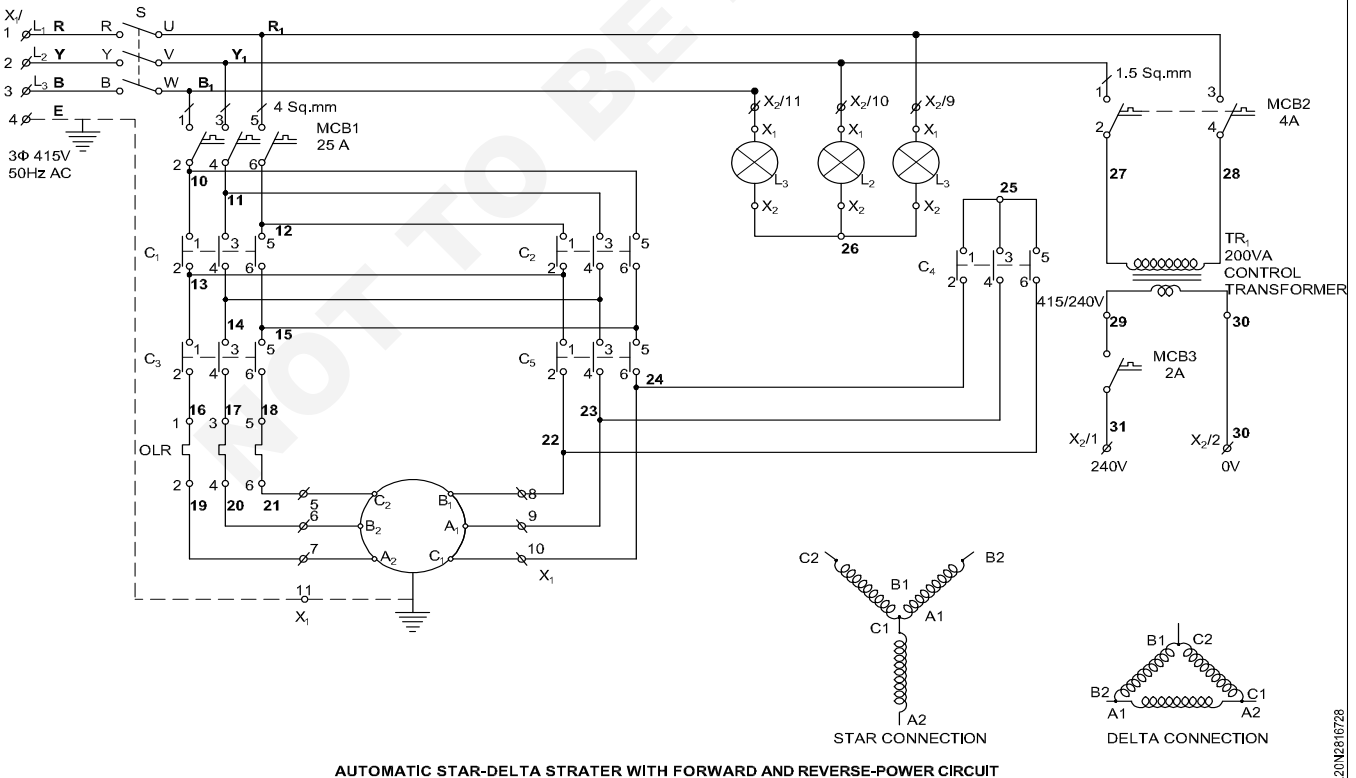 X₁/
1 L₁ R R S U R₁
2 L₂ Y Y V Y₁
3 L₃ B B W B₁
4 E
3Φ 415V
50Hz AC
4 Sq.mm
1 3 5
MCB1
25 A
2 4 6
10
11
12
C₁ 1 3 5
2 4 6
13
14
15
C₂ 1 3 5
2 4 6
C₃ 1 3 5
2 4 6
C₅ 1 3 5
2 4 6
16 17 18
1 3 5
OLR
2 4 6
19 20 21
22
23
24
5
6
7
C₂ B₁
B₂ A₁
A₂ C₁
8
9
10
X₁
11
X₁
X₂/11 X₂/10 X₂/9
X₁ X₁ X₁
L₃ L₂ L₃
X₂ X₂ X₂
26
25
C₄ 1 3 5
2 4 6
1.5 Sq.mm
1 3
MCB2
4A
2 4
27 28
TR₁
200VA
CONTROL
TRANSFORMER
415/240V
29 30
MCB3
2A
31 30
X₂/1 X₂/2
240V 0V
C2 B2
B1
C1 A1
A2
STAR CONNECTION
B1 C2
B2 C1
A1 A2
DELTA CONNECTION
AUTOMATIC STAR-DELTA STRATER WITH FORWARD AND REVERSE-POWER CIRCUIT
20N2816728
NOT TO BE